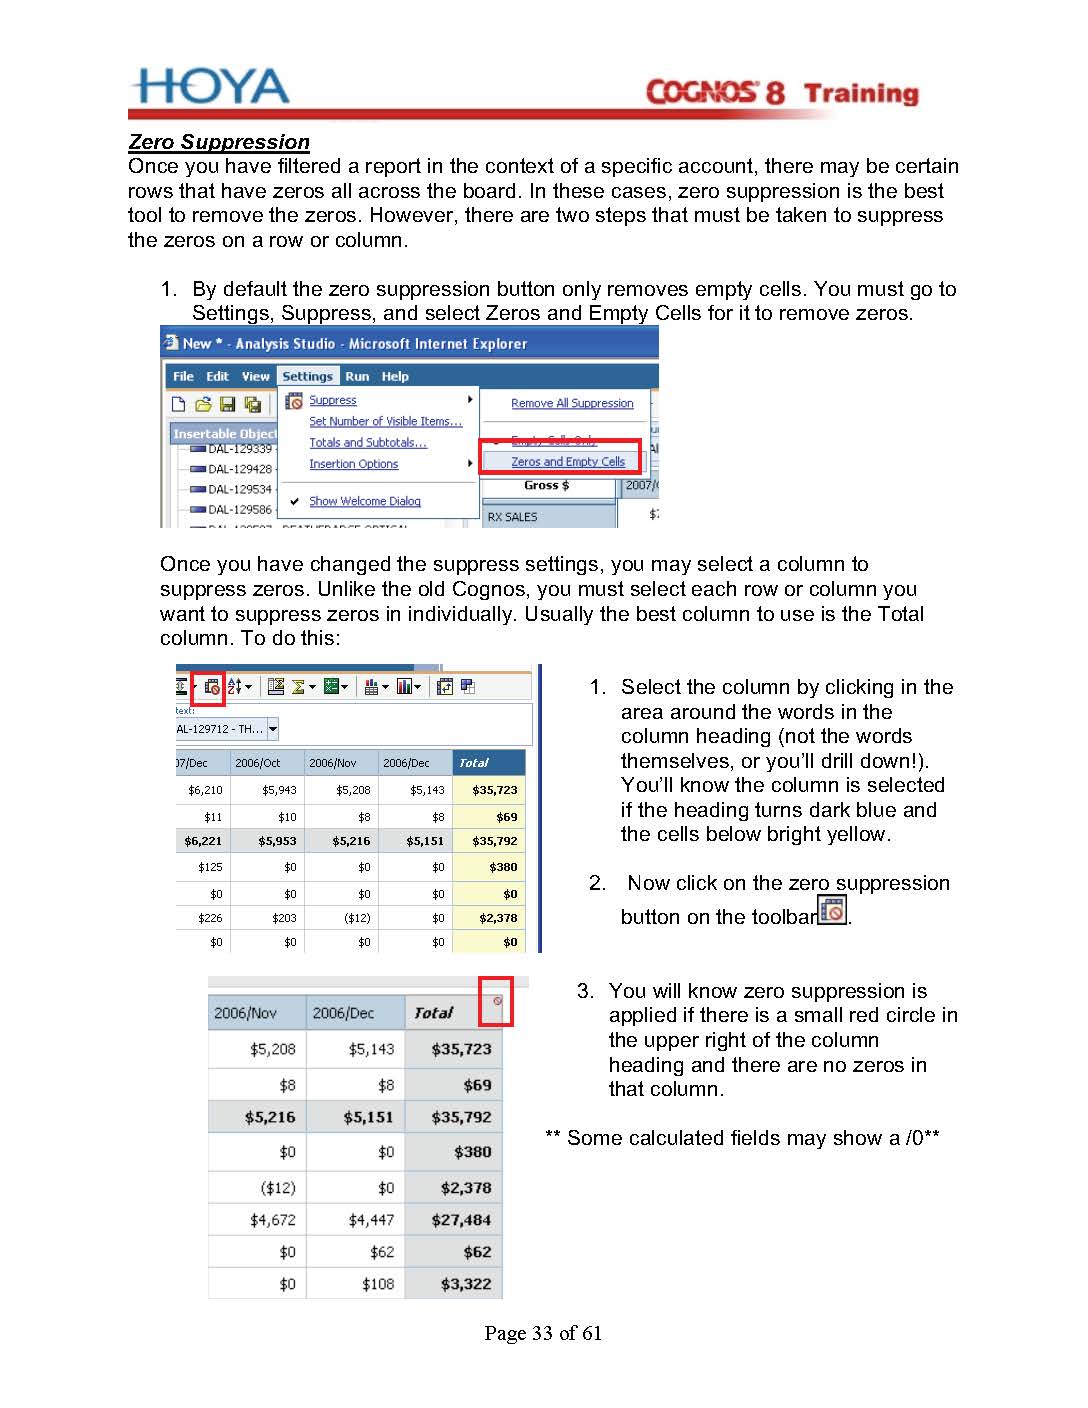 HOYA
COGNOS 8 Training
Zero Suppression
Once you have filtered a report in the context of a specific account, there may be certain
rows that have zeros all across the board. In these cases, zero suppression is the best
tool to remove the zeros. However, there are two steps that must be taken to suppress
the zeros on a row or column.
1. By default the zero suppression button only removes empty cells. You must go to
Settings, Suppress, and select Zeros and Empty Cells for it to remove zeros.
New * - Analysis Studio - Microsoft Internet Explorer
File Edit View Settings Run Help
Suppress
Set Number of Visible Items...
Totals and Subtotals...
Insertion Options
Show Welcome Dialog
Remove All Suppression
Empty Cells Only
Zeros and Empty Cells
Insertable Object
DAL-129339
DAL-129428
DAL-129534
DAL-129586
Gross $ 2007/
RX SALES
Once you have changed the suppress settings, you may select a column to
suppress zeros. Unlike the old Cognos, you must select each row or column you
want to suppress zeros in individually. Usually the best column to use is the Total
column. To do this:
text:
AL-129712 - TH...
07/Dec 2006/Oct 2006/Nov 2006/Dec Total
$6,210 $5,943 $5,208 $5,143 $35,723
$11 $10 $8 $8 $69
$6,221 $5,953 $5,216 $5,151 $35,792
$125 $0 $0 $0 $380
$0 $0 $0 $0 $0
$226 $203 ($12) $0 $2,378
$0 $0 $0 $0 $0
1. Select the column by clicking in the
area around the words in the
column heading (not the words
themselves, or you'll drill down!).
You'll know the column is selected
if the heading turns dark blue and
the cells below bright yellow.
2. Now click on the zero suppression
button on the toolbar .
2006/Nov 2006/Dec Total
$5,208 $5,143 $35,723
$8 $8 $69
$5,216 $5,151 $35,792
$0 $0 $380
($12) $0 $2,378
$4,672 $4,447 $27,484
$0 $62 $62
$0 $108 $3,322
3. You will know zero suppression is
applied if there is a small red circle in
the upper right of the column
heading and there are no zeros in
that column.
** Some calculated fields may show a /0**
Page 33 of 61